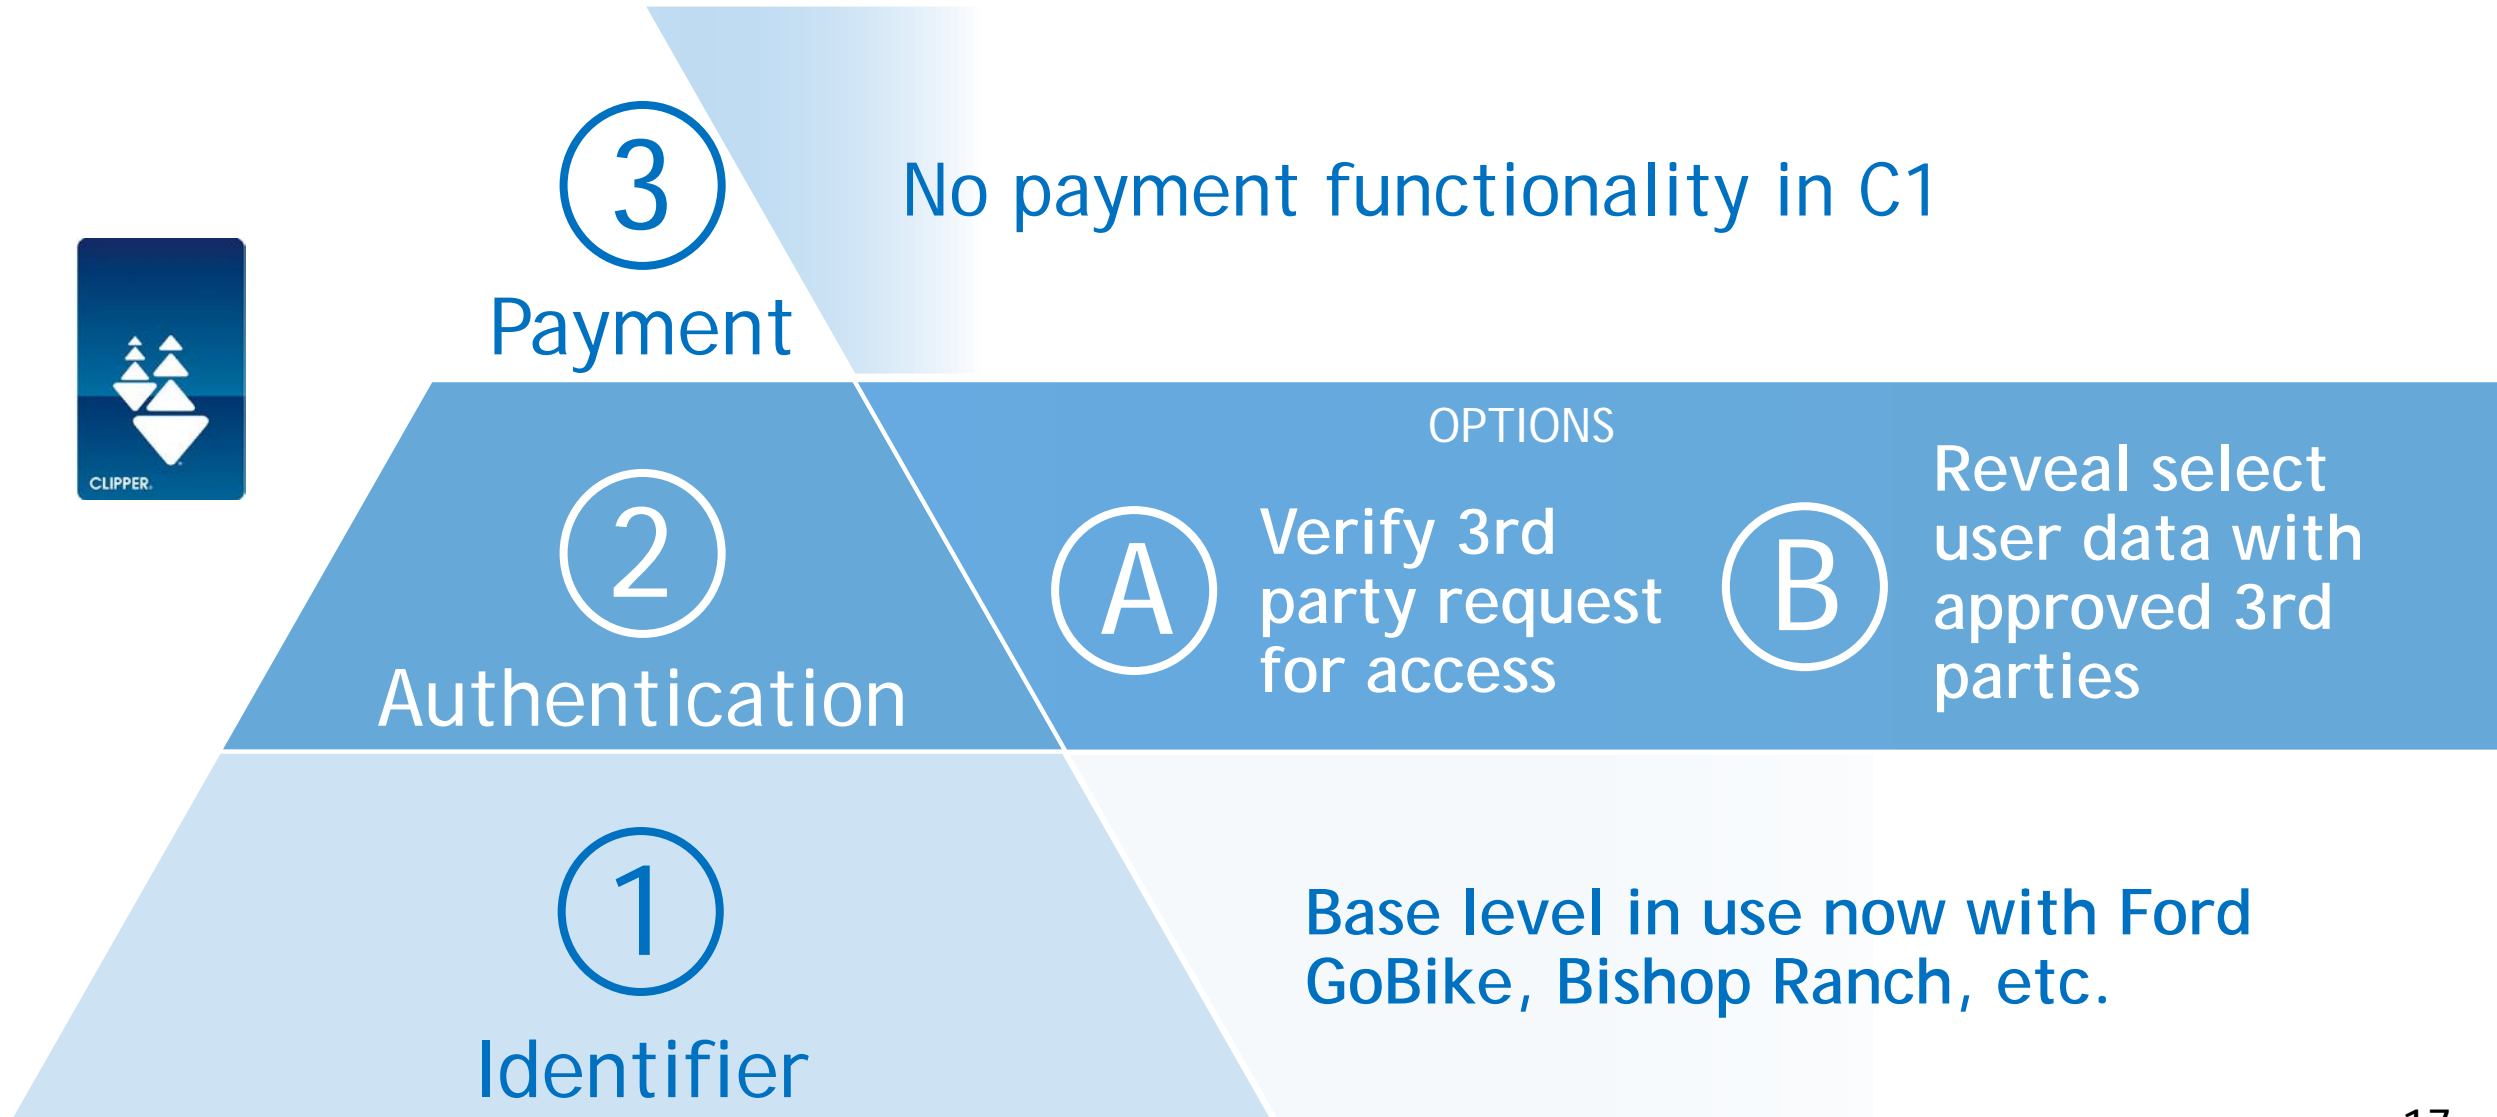 3
No payment functionality in C1
Payment
CLIPPER.
OPTIONS
2
Authentication
A
Verify 3rd
party request
for access
B
Reveal select
user data with
approved 3rd
parties
1
Identifier
Base level in use now with Ford
GoBike, Bishop Ranch, etc.
17